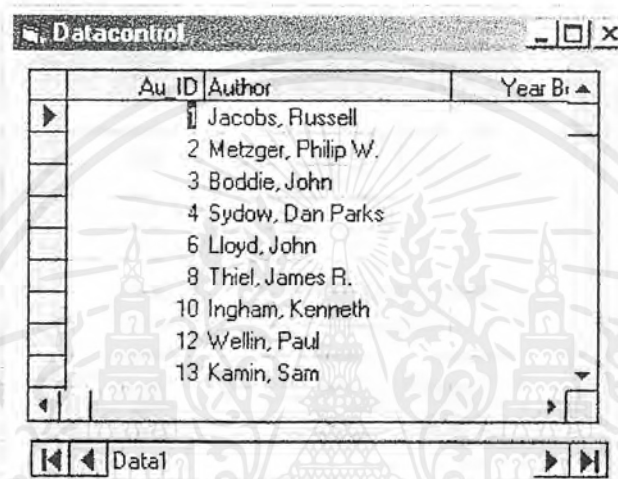 Datacontrol
Au_ID Author Year B
1 Jacobs, Russell
2 Metzger, Philip W.
3 Boddie, John
4 Sydow, Dan Parks
6 Lloyd, John
8 Thiel, James R.
10 Ingham, Kenneth
12 Wellin, Paul
13 Kamin, Sam
Data1